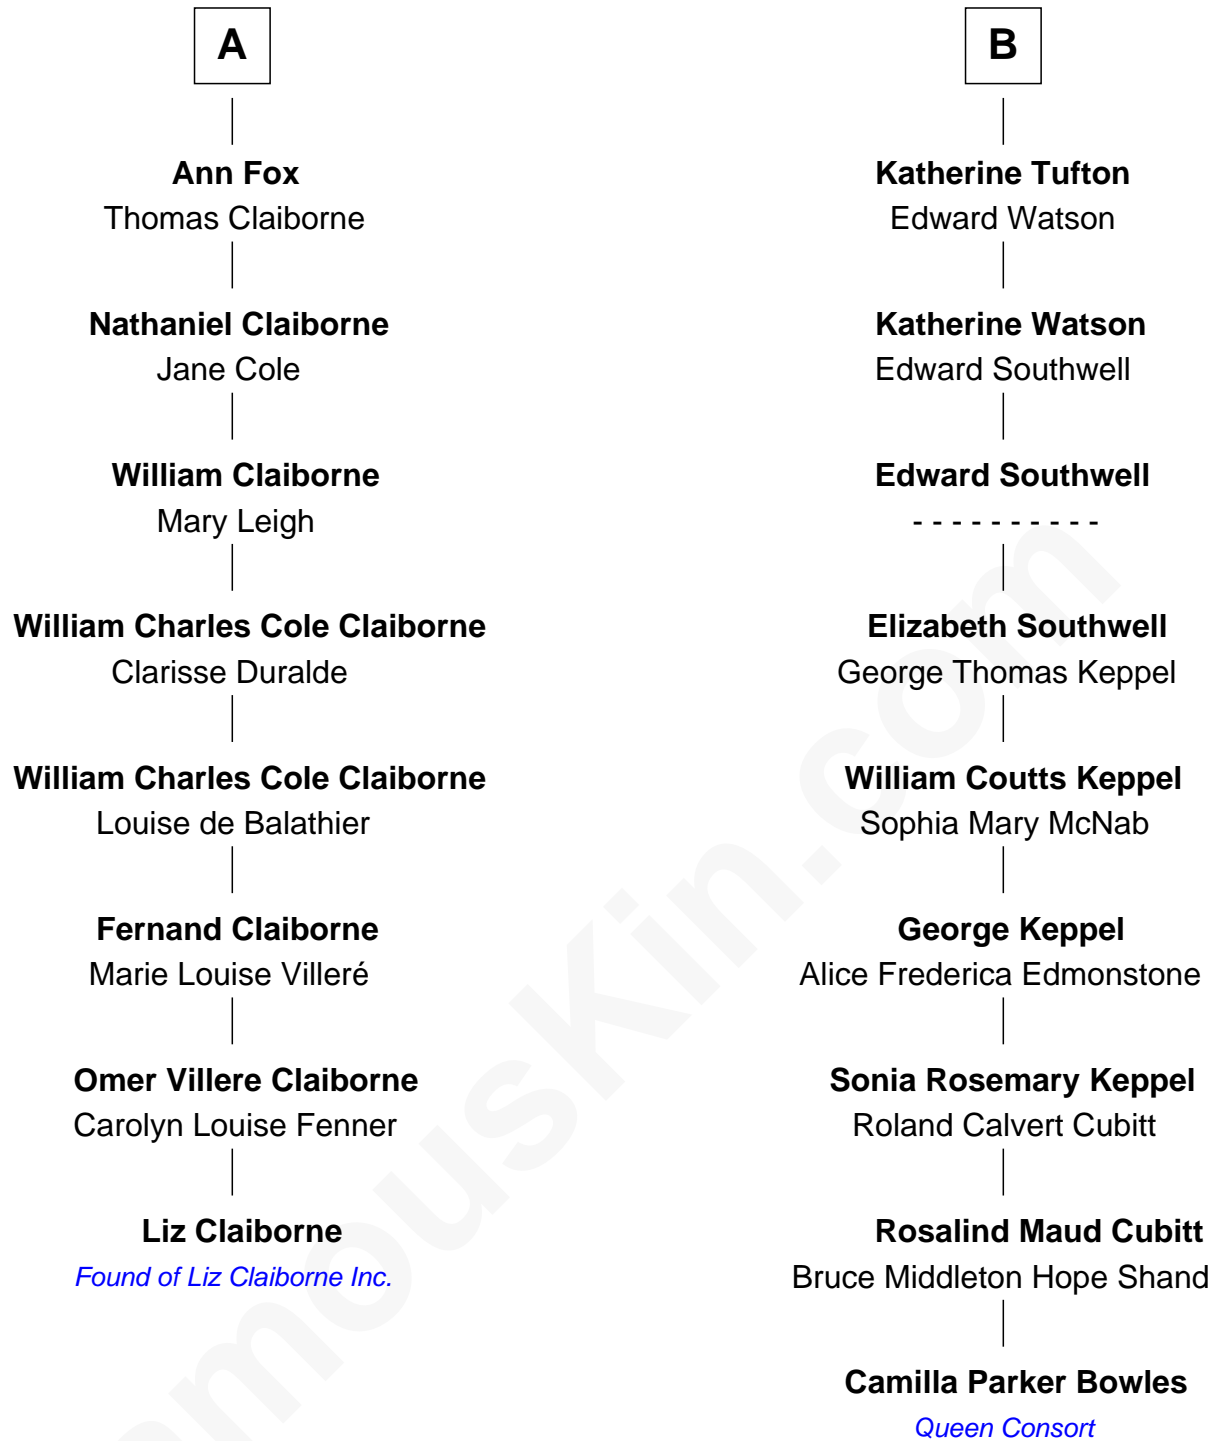 A
Ann Fox
Thomas Claiborne
Nathaniel Claiborne
Jane Cole
William Claiborne
Mary Leigh
William Charles Cole Claiborne
Clarisse Duralde
William Charles Cole Claiborne
Louise de Balathier
Fernand Claiborne
Marie Louise Villeré
Omer Villere Claiborne
Carolyn Louise Fenner
Liz Claiborne
Found of Liz Claiborne Inc.
B
Katherine Tufton
Edward Watson
Katherine Watson
Edward Southwell
Edward Southwell
- - - - - - - - - -
Elizabeth Southwell
George Thomas Keppel
William Coutts Keppel
Sophia Mary McNab
George Keppel
Alice Frederica Edmonstone
Sonia Rosemary Keppel
Roland Calvert Cubitt
Rosalind Maud Cubitt
Bruce Middleton Hope Shand
Camilla Parker Bowles
Queen Consort
amousKin.com